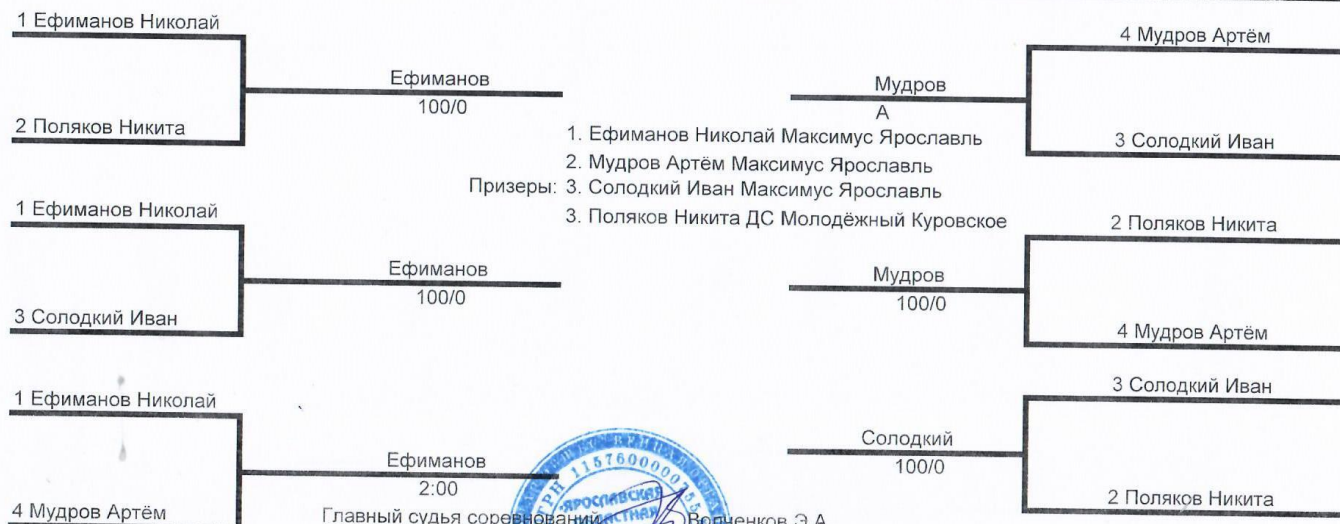 1 Ефиманов Николай
Ефиманов
100/0
2 Поляков Никита
4 Мудров Артём
Мудров
А
3 Солодкий Иван
1. Ефиманов Николай Максимус Ярославль
2. Мудров Артём Максимус Ярославль
Призеры: 3. Солодкий Иван Максимус Ярославль
3. Поляков Никита ДС Молодёжный Куровское
1 Ефиманов Николай
Ефиманов
100/0
3 Солодкий Иван
2 Поляков Никита
Мудров
100/0
4 Мудров Артём
1 Ефиманов Николай
Ефиманов
2:00
4 Мудров Артём
3 Солодкий Иван
Солодкий
100/0
2 Поляков Никита
ЯРОСЛАВСКАЯ
Главный судья соревнований